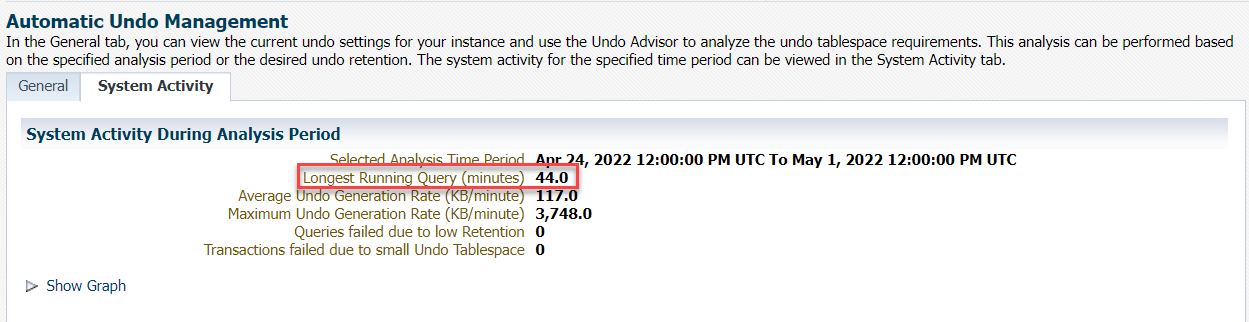 Automatic Undo Management
In the General tab, you can view the current undo settings for your instance and use the Undo Advisor to analyze the undo tablespace requirements. This analysis can be performed based
on the specified analysis period or the desired undo retention. The system activity for the specified time period can be viewed in the System Activity tab.
General System Activity
System Activity During Analysis Period
Selected Analysis Time Period Apr 24, 2022 12:00:00 PM UTC To May 1, 2022 12:00:00 PM UTC
Longest Running Query (minutes) 44.0
Average Undo Generation Rate (KB/minute) 117.0
Maximum Undo Generation Rate (KB/minute) 3,748.0
Queries failed due to low Retention 0
Transactions failed due to small Undo Tablespace 0
Show Graph